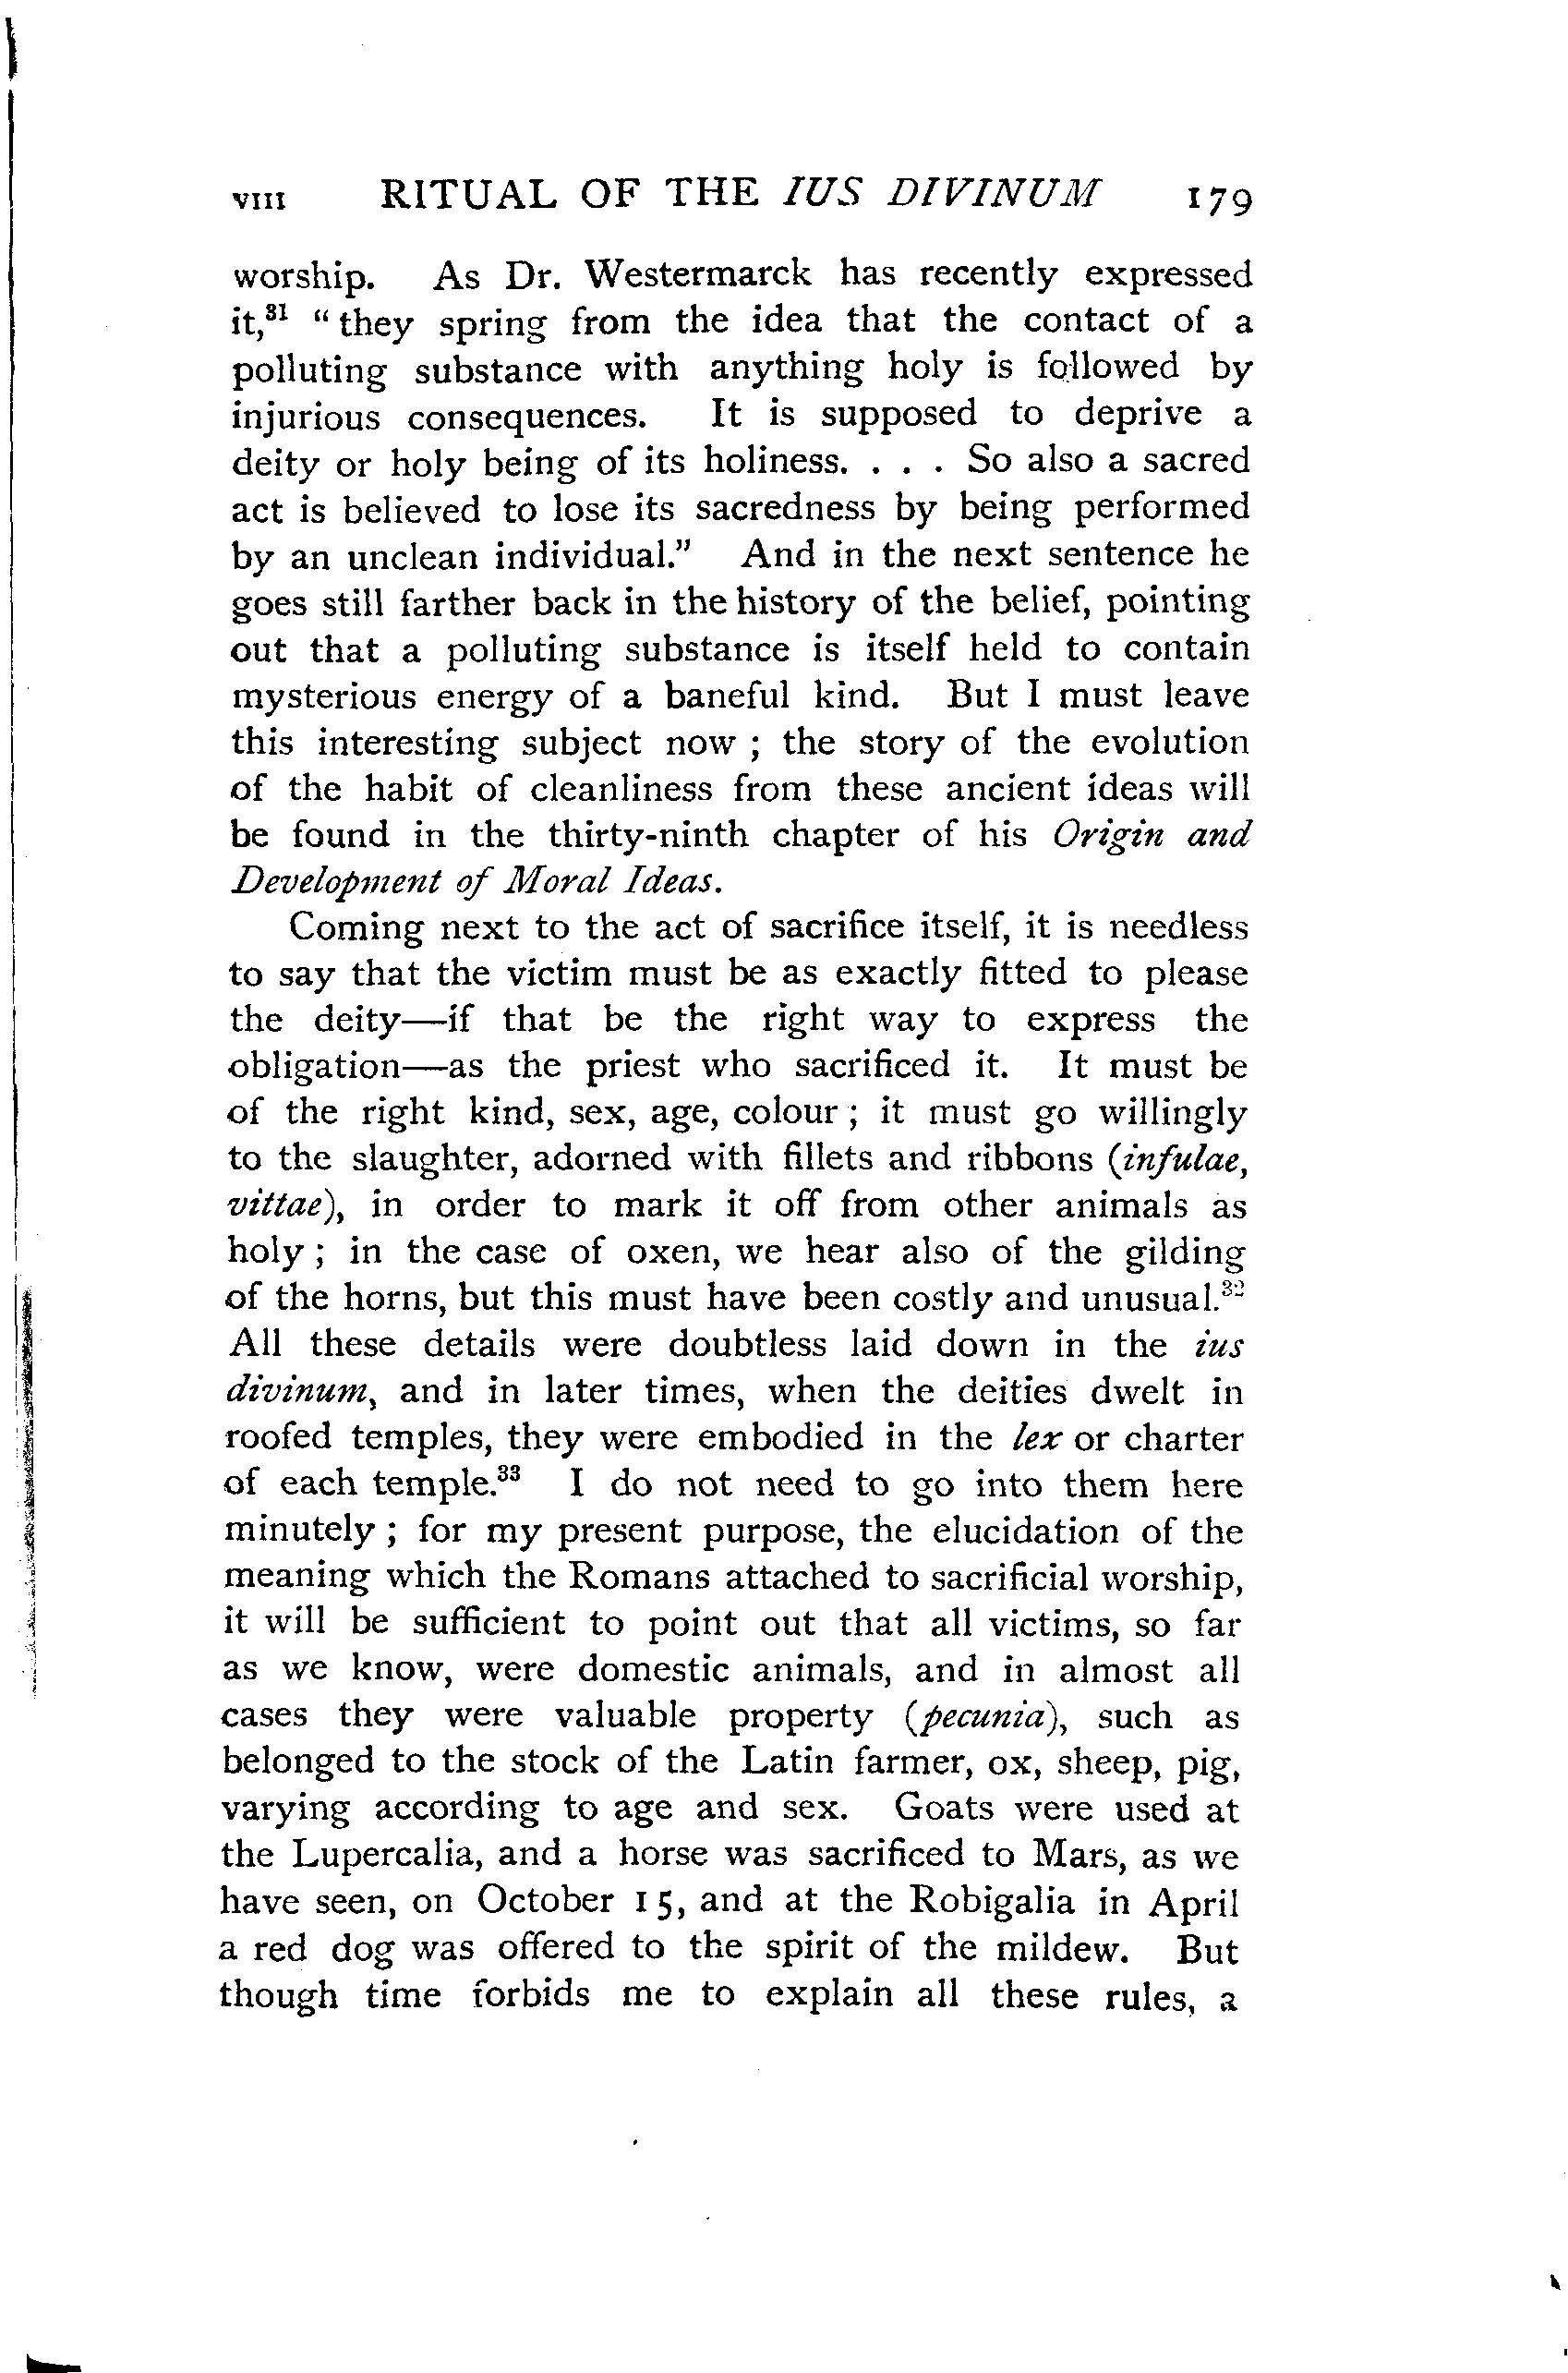 VIII RITUAL OF THE IUS DIVINUM 179
worship. As Dr. Westermarck has recently expressed
it,³¹ “they spring from the idea that the contact of a
polluting substance with anything holy is followed by
injurious consequences. It is supposed to deprive a
deity or holy being of its holiness. . . . So also a sacred
act is believed to lose its sacredness by being performed
by an unclean individual.” And in the next sentence he
goes still farther back in the history of the belief, pointing
out that a polluting substance is itself held to contain
mysterious energy of a baneful kind. But I must leave
this interesting subject now ; the story of the evolution
of the habit of cleanliness from these ancient ideas will
be found in the thirty-ninth chapter of his Origin and
Development of Moral Ideas.
Coming next to the act of sacrifice itself, it is needless
to say that the victim must be as exactly fitted to please
the deity—if that be the right way to express the
obligation—as the priest who sacrificed it. It must be
of the right kind, sex, age, colour ; it must go willingly
to the slaughter, adorned with fillets and ribbons (infulae,
vittae), in order to mark it off from other animals as
holy ; in the case of oxen, we hear also of the gilding
of the horns, but this must have been costly and unusual.³²
All these details were doubtless laid down in the ius
divinum, and in later times, when the deities dwelt in
roofed temples, they were embodied in the lex or charter
of each temple.³³ I do not need to go into them here
minutely ; for my present purpose, the elucidation of the
meaning which the Romans attached to sacrificial worship,
it will be sufficient to point out that all victims, so far
as we know, were domestic animals, and in almost all
cases they were valuable property (pecunia), such as
belonged to the stock of the Latin farmer, ox, sheep, pig,
varying according to age and sex. Goats were used at
the Lupercalia, and a horse was sacrificed to Mars, as we
have seen, on October 15, and at the Robigalia in April
a red dog was offered to the spirit of the mildew. But
though time forbids me to explain all these rules, a